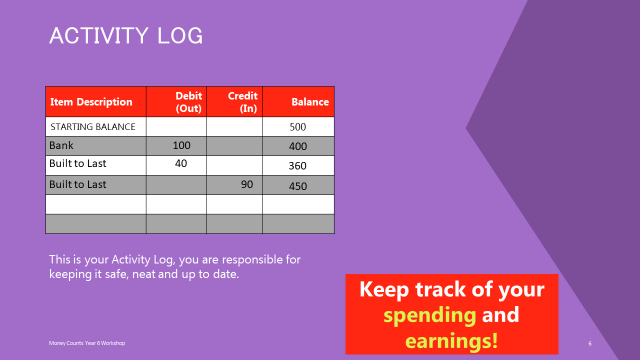 ACTIVITY LOG
Item Description Debit (Out) Credit (In) Balance
STARTING BALANCE 500
Bank 100 400
Built to Last 40 360
Built to Last 90 450
This is your Activity Log, you are responsible for
keeping it safe, neat and up to date.
Keep track of your
spending and
earnings!
Money Counts Year 6 Workshop
6